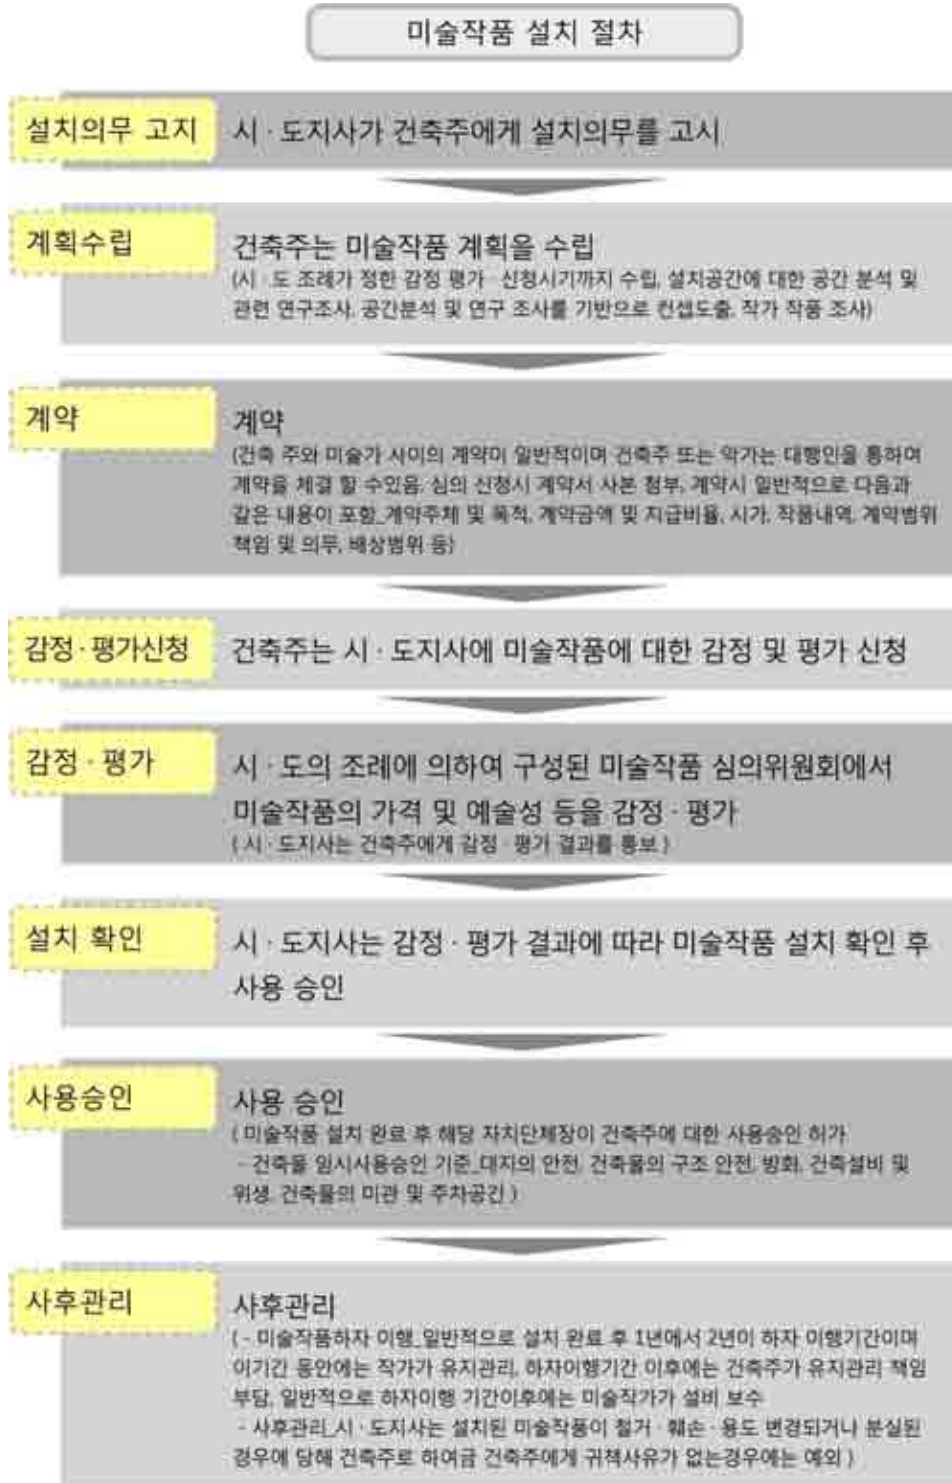 미술작품 설치 절차
설치의무 고지
시 · 도지사가 건축주에게 설치의무를 고시
계획수립
건축주는 미술작품 계획을 수립
(시 · 도 조례가 정한 감정 평가 · 신청시기까지 수립, 설치공간에 대한 공간 분석 및
관련 연구조사, 공간분석 및 연구 조사를 기반으로 컨셉도출, 작가 작품 조사)
계약
계약
(건축 주와 미술가 사이의 계약이 일반적이며 건축주 또는 악가는 대행인을 통하여
계약을 체결 할 수있음, 심의 신청시 계약서 사본 첨부, 계약시 일반적으로 다음과
같은 내용이 포함_계약주체 및 목적, 계약금액 및 지급비율, 시가, 작품내역, 계약범위
책임 및 의무, 배상범위 등)
감정 · 평가신청
건축주는 시 · 도지사에 미술작품에 대한 감정 및 평가 신청
감정 · 평가
시 · 도의 조례에 의하여 구성된 미술작품 심의위원회에서
미술작품의 가격 및 예술성 등을 감정 · 평가
( 시 · 도지사는 건축주에게 감정 · 평가 결과를 통보 )
설치 확인
시 · 도지사는 감정 · 평가 결과에 따라 미술작품 설치 확인 후
사용 승인
사용승인
사용 승인
( 미술작품 설치 완료 후 해당 자치단체장이 건축주에 대한 사용승인 허가
- 건축물 임시사용승인 기준_대지의 안전, 건축물의 구조 안전, 방화, 건축설비 및
위생, 건축물의 미관 및 주차공간 )
사후관리
사후관리
( - 미술작품하자 이행_일반적으로 설치 완료 후 1년에서 2년이 하자 이행기간이며
이기간 동안에는 작가가 유지관리, 하자이행기간 이후에는 건축주가 유지관리 책임
부담, 일반적으로 하자이행 기간이후에는 미술작가가 설비 보수
- 사후관리_시 · 도지사는 설치된 미술작품이 철거 · 훼손 · 용도 변경되거나 분실된
경우에 당해 건축주로 하여금 건축주에게 귀책사유가 없는경우에는 예외 )